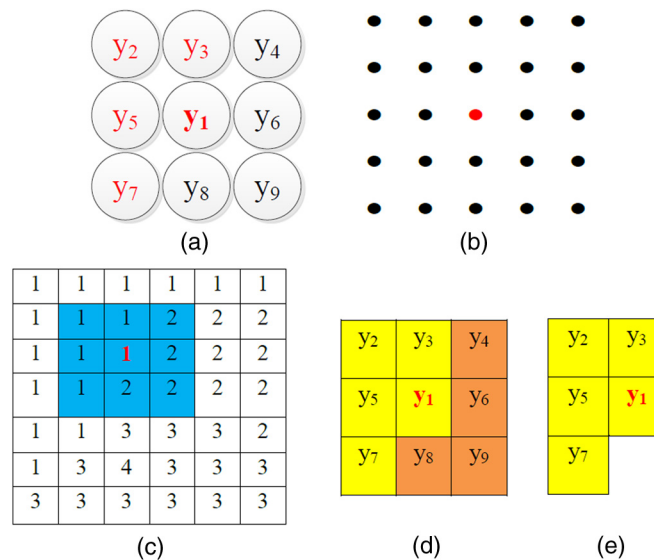 y₂ y₃ y₄
y₅ y₁ y₆
y₇ y₈ y₉
(a)
(b)
1 1 1 1 1 1
1 1 1 2 2 2
1 1 1 2 2 2
1 1 2 2 2 2
1 1 3 3 3 2
1 3 4 3 3 3
3 3 3 3 3 3
(c)
y₂ y₃ y₄
y₅ y₁ y₆
y₇ y₈ y₉
(d)
y₂ y₃
y₅ y₁
y₇
(e)